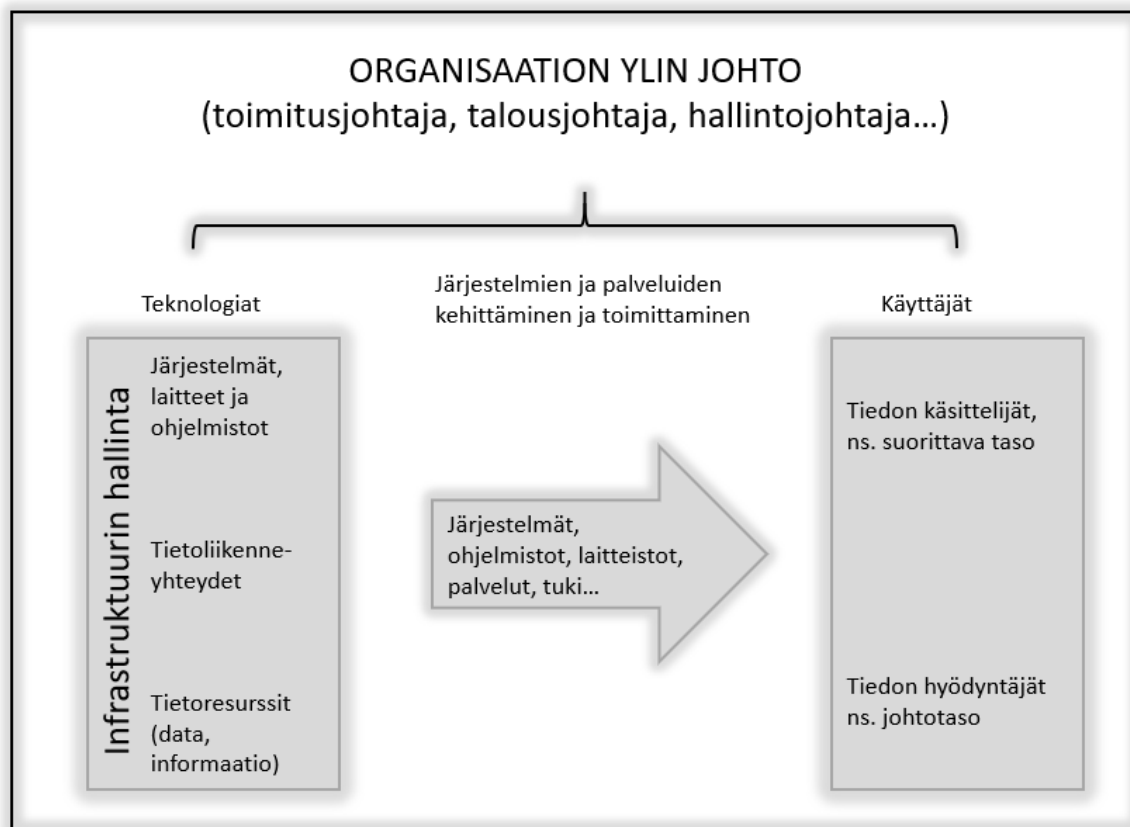 ORGANISAATION YLIN JOHTO
(toimitusjohtaja, talousjohtaja, hallintojohtaja…)
Teknologiat
Järjestelmien ja palveluiden
kehittäminen ja toimittaminen
Käyttäjät
Infrastruktuurin hallinta
Järjestelmät,
laitteet ja
ohjelmistot
Tietoliikenne-
yhteydet
Tietoresurssit
(data,
informaatio)
Järjestelmät,
ohjelmistot, laitteistot,
palvelut, tuki…
Tiedon käsittelijät,
ns. suorittava taso
Tiedon hyödyntäjät
ns. johtotaso